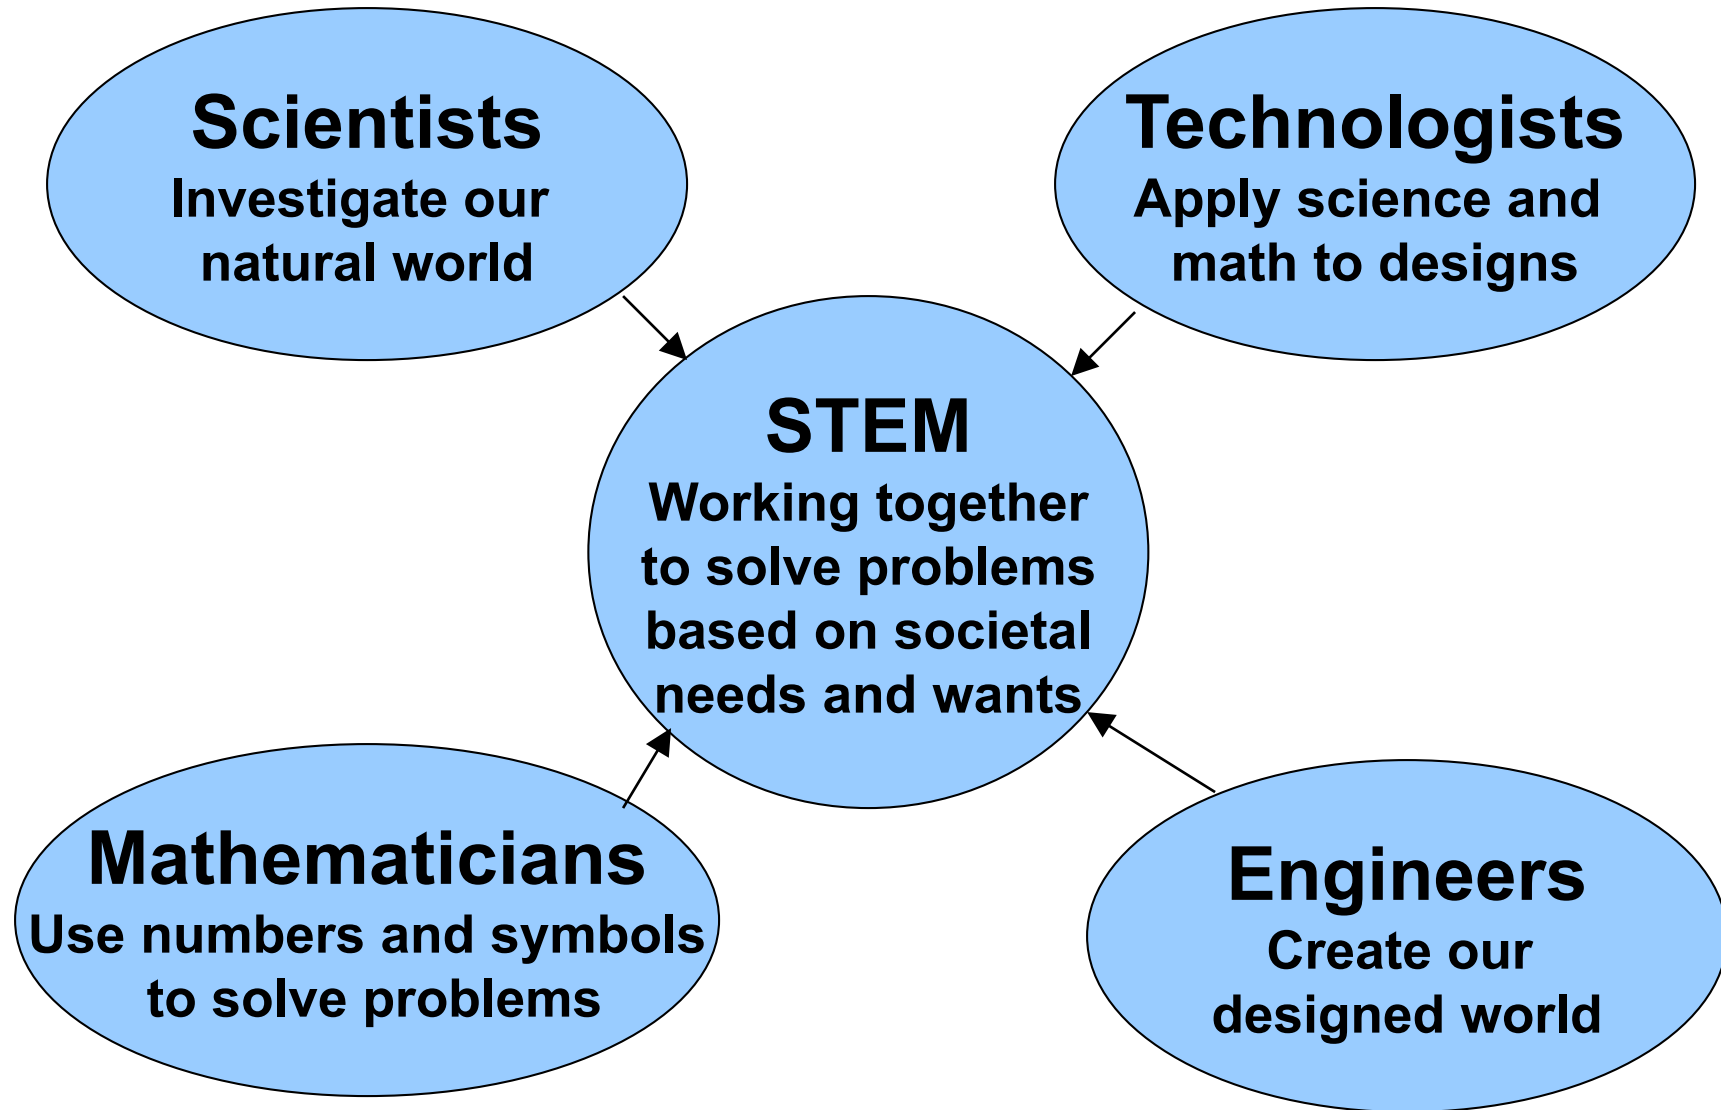 Scientists
Investigate our
natural world
Technologists
Apply science and
math to designs
STEM
Working together
to solve problems
based on societal
needs and wants
Mathematicians
Use numbers and symbols
to solve problems
Engineers
Create our
designed world